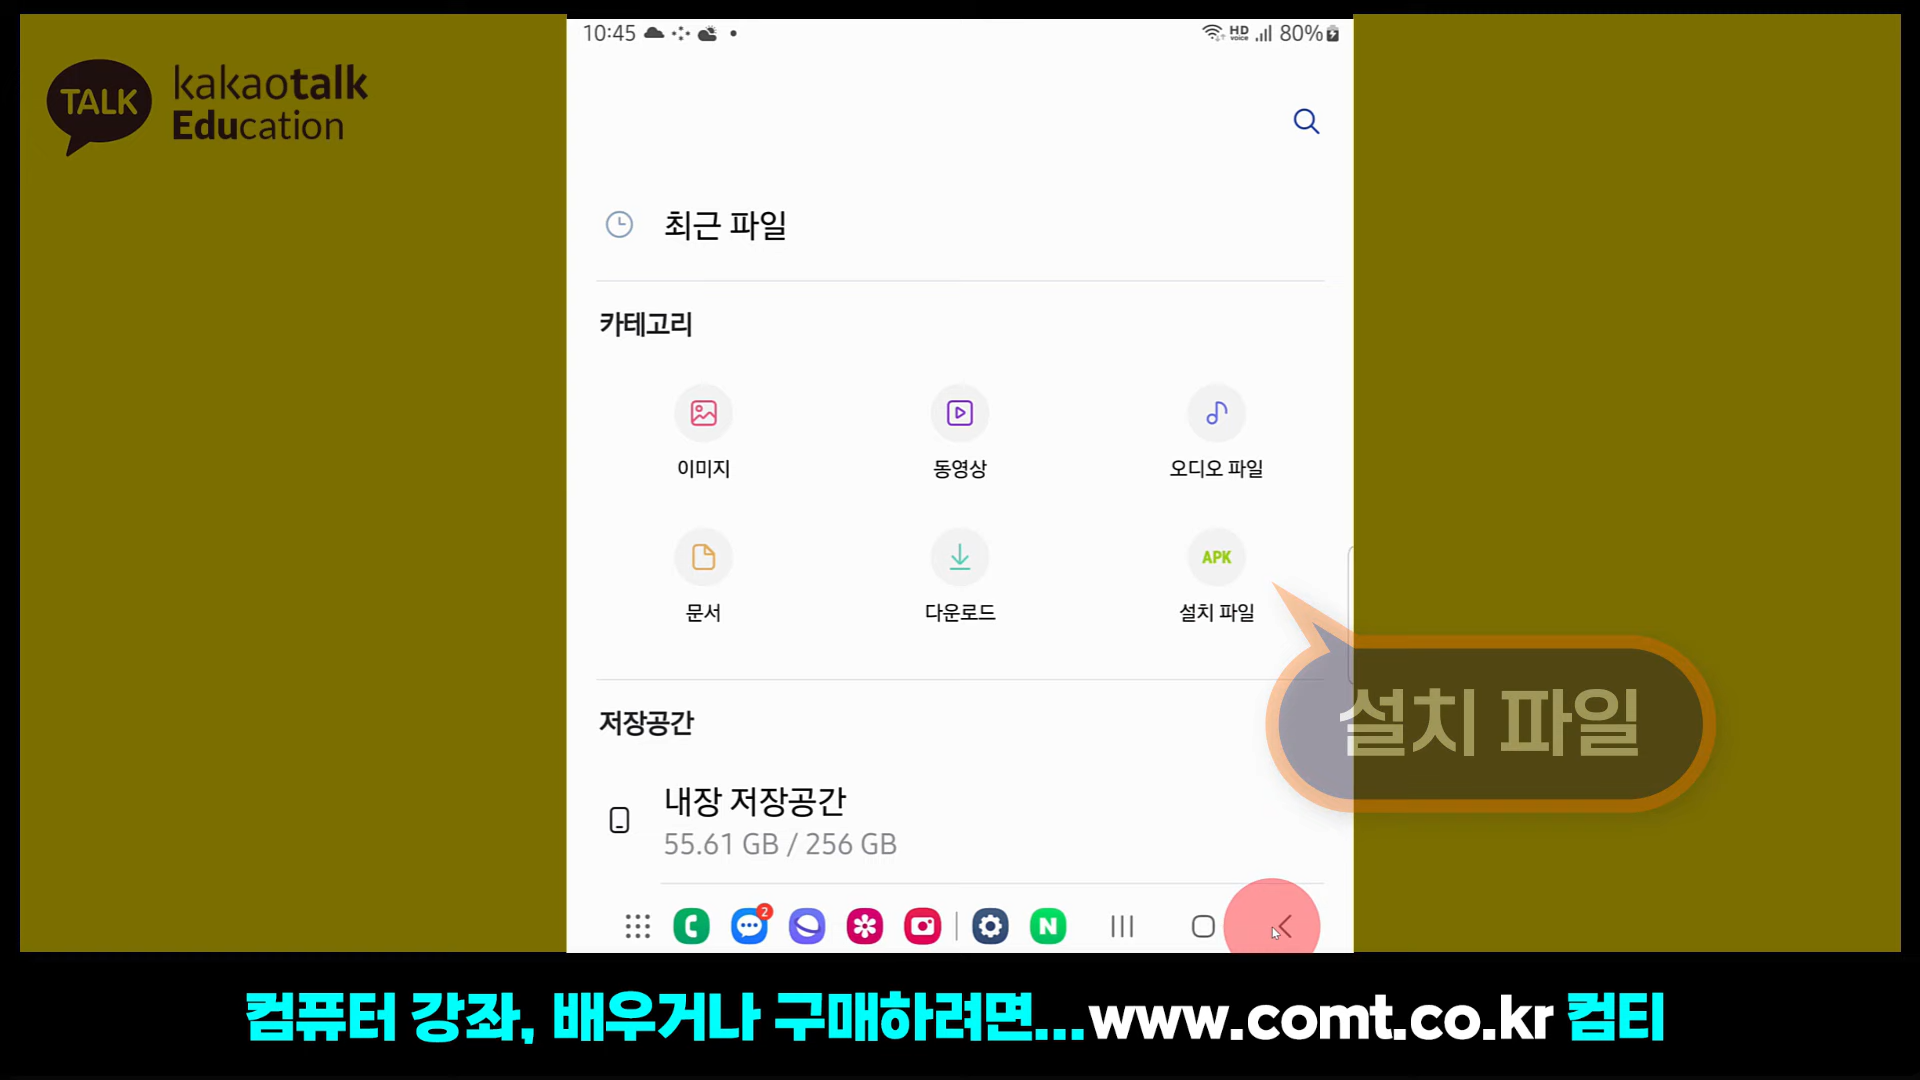 10:45
HD voice 80%
TALK
kakaotalk
Education
최근 파일
카테고리
이미지 동영상 오디오 파일
APK
문서 다운로드 설치 파일
설치 파일
저장공간
내장 저장공간
55.61 GB / 256 GB
2
N
컴퓨터 강좌, 배우거나 구매하려면...www.comt.co.kr 컴티